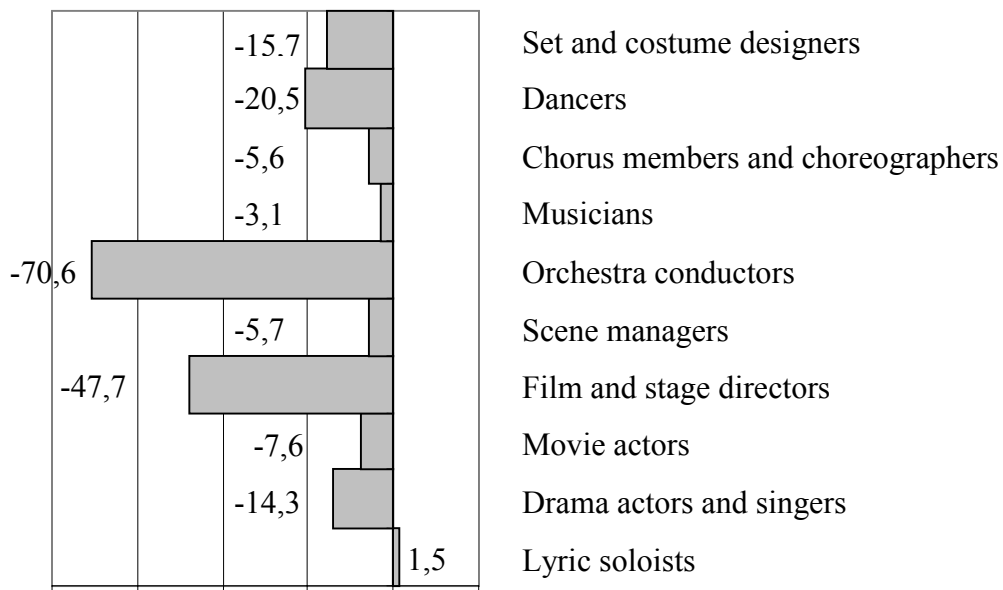 -15,7 Set and costume designers
-20,5 Dancers
-5,6 Chorus members and choreographers
-3,1 Musicians
-70,6 Orchestra conductors
-5,7 Scene managers
-47,7 Film and stage directors
-7,6 Movie actors
-14,3 Drama actors and singers
1,5 Lyric soloists